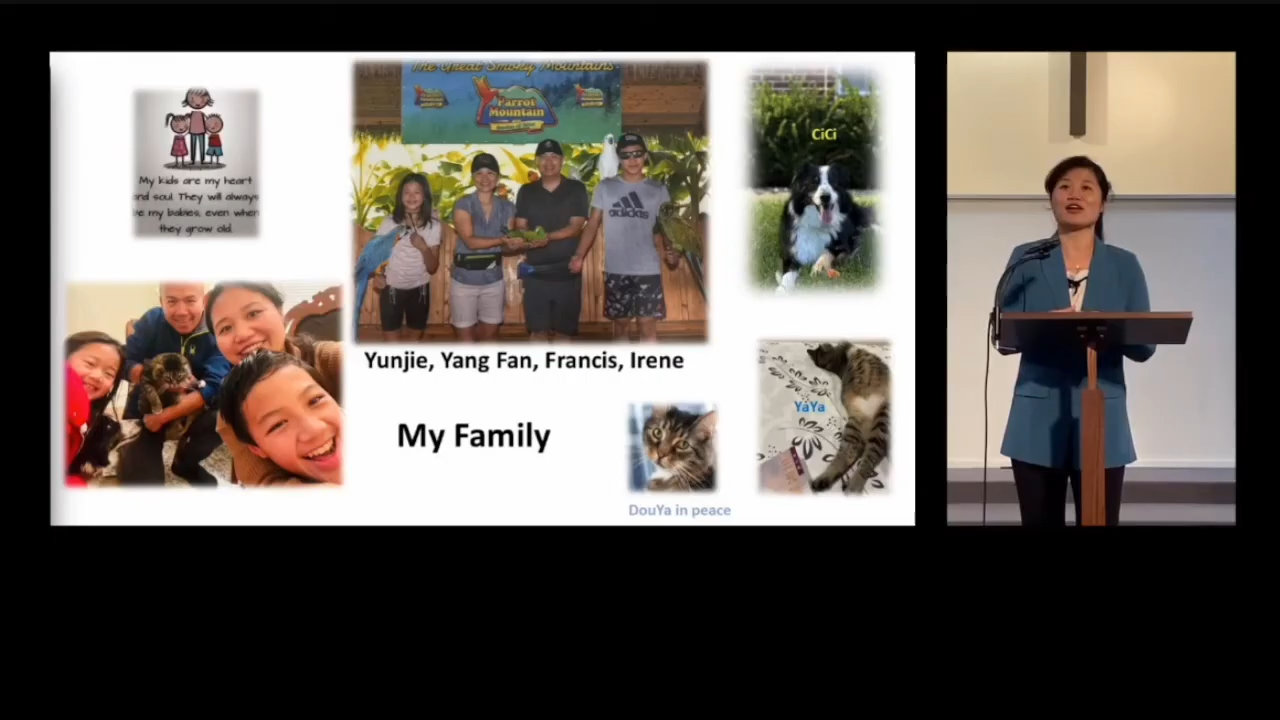 My kids are my heart
and soul. They will always
be my babies, even when
they grow old.
The Great Smoky Mountains
Parrot
Mountain
adidas
CiCi
Yunjie, Yang Fan, Francis, Irene
My Family
YaYa
DouYa in peace